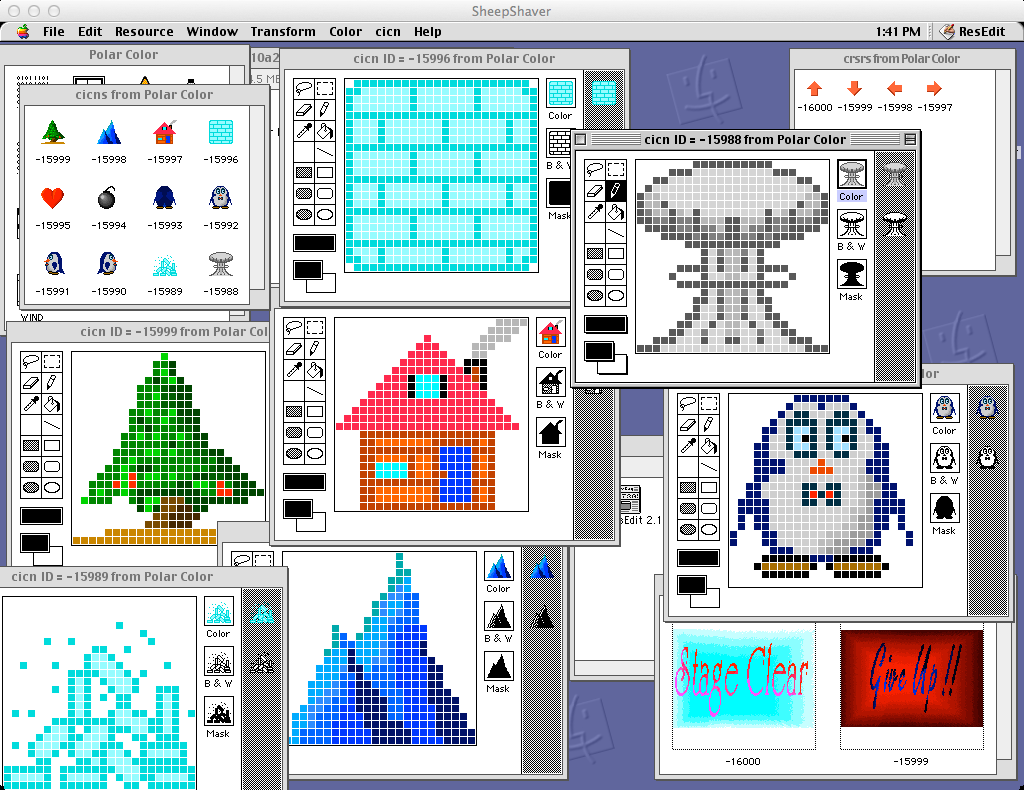 SheepShaver
File Edit Resource Window Transform Color cicn Help 1:41 PM ResEdit
Polar Color
10a2
.5 MB
WIND
cicns from Polar Color
-15999 -15998 -15997 -15996
-15995 -15994 -15993 -15992
-15991 -15990 -15989 -15988
cicn ID = -15996 from Polar Color
Color
B & W
Mask
crsrs from Polar Color
-16000 -15999 -15998 -15997
cicn ID = -15988 from Polar Color
Color
B & W
Mask
cicn ID = -15999 from Polar Col
Color
B & W
Mask
olor
Color
B & W
Mask
sEdit 2.1
cicn ID = -15989 from Polar Color
Color
B & W
Mask
Color
B & W
Mask
Stage Clear
-16000
Give Up!!
-15999